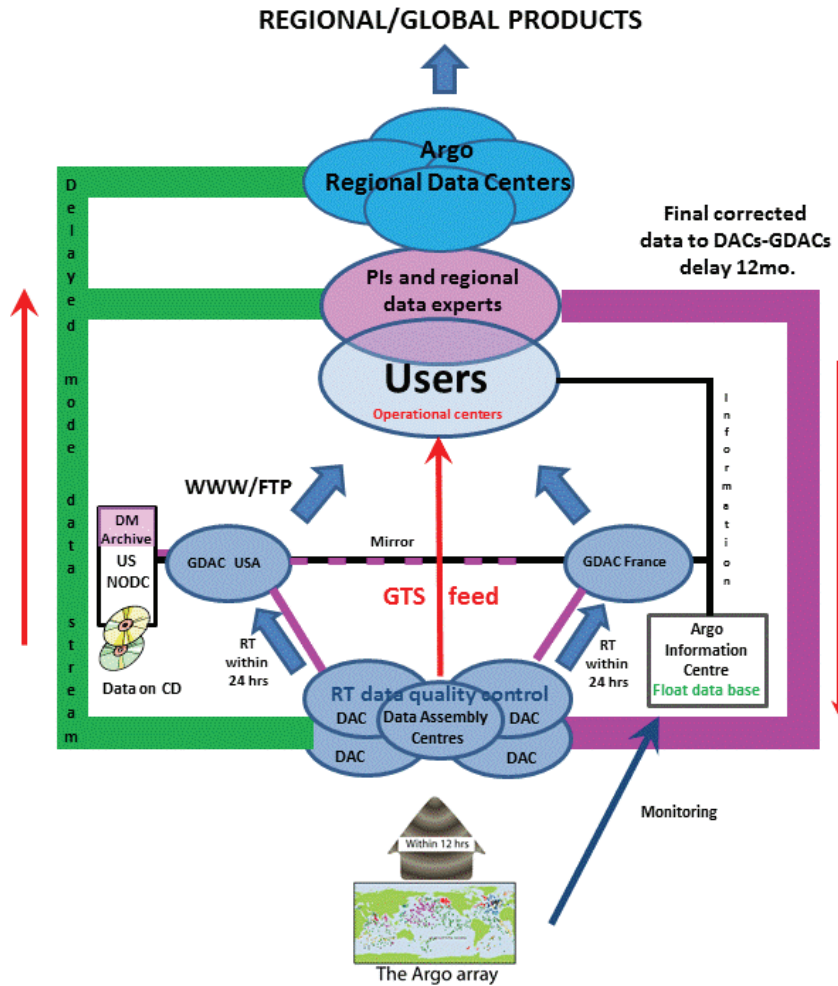 REGIONAL/GLOBAL PRODUCTS
Argo
Regional Data Centers
Delayed mode data stream
Final corrected
data to DACs-GDACs
delay 12mo.
PIs and regional
data experts
Users
Operational centers
Information
WWW/FTP
DM
Archive
US
NODC
Data on CD
GDAC USA
Mirror
GDAC France
GTS feed
RT
within
24 hrs
RT
within
24 hrs
Argo
Information
Centre
Float data base
RT data quality control
DAC
Data Assembly
Centres
DAC
DAC
DAC
Monitoring
Within 12 hrs
The Argo array